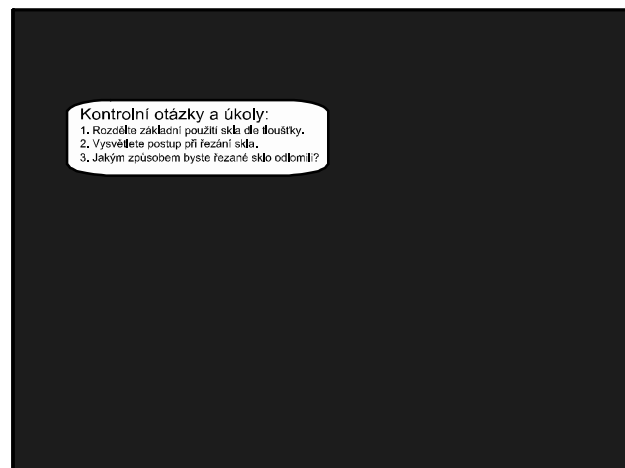 Kontrolní otázky a úkoly:
1. Rozdělte základní použití skla dle tloušťky.
2. Vysvětlete postup při řezání skla.
3. Jakým způsobem byste řezané sklo odlomili?